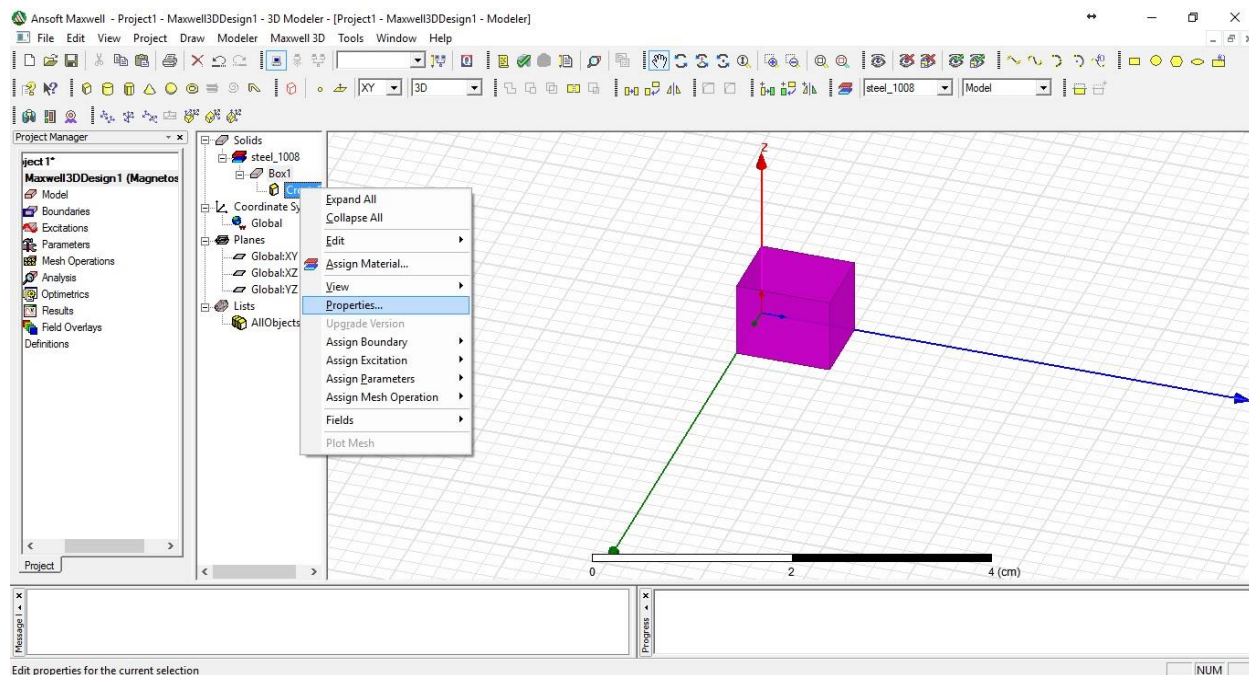 Ansoft Maxwell - Project1 - Maxwell3DDesign1 - 3D Modeler - [Project1 - Maxwell3DDesign1 - Modeler]
File Edit View Project Draw Modeler Maxwell 3D Tools Window Help
XY 3D steel_1008 Model
Project Manager
ject 1*
Maxwell3DDesign1 (Magnetos
Model
Boundaries
Excitations
Parameters
Mesh Operations
Analysis
Optimetrics
Results
Field Overlays
Definitions
Project
Solids
steel_1008
Box1
Coordinate Sy
Global
Planes
Global:XY
Global:XZ
Global:YZ
Lists
AllObjects
Expand All
Collapse All
Edit
Assign Material...
View
Properties...
Upgrade Version
Assign Boundary
Assign Excitation
Assign Parameters
Assign Mesh Operation
Fields
Plot Mesh
Z
0 2 4 (cm)
Message
Progress
Edit properties for the current selection
NUM